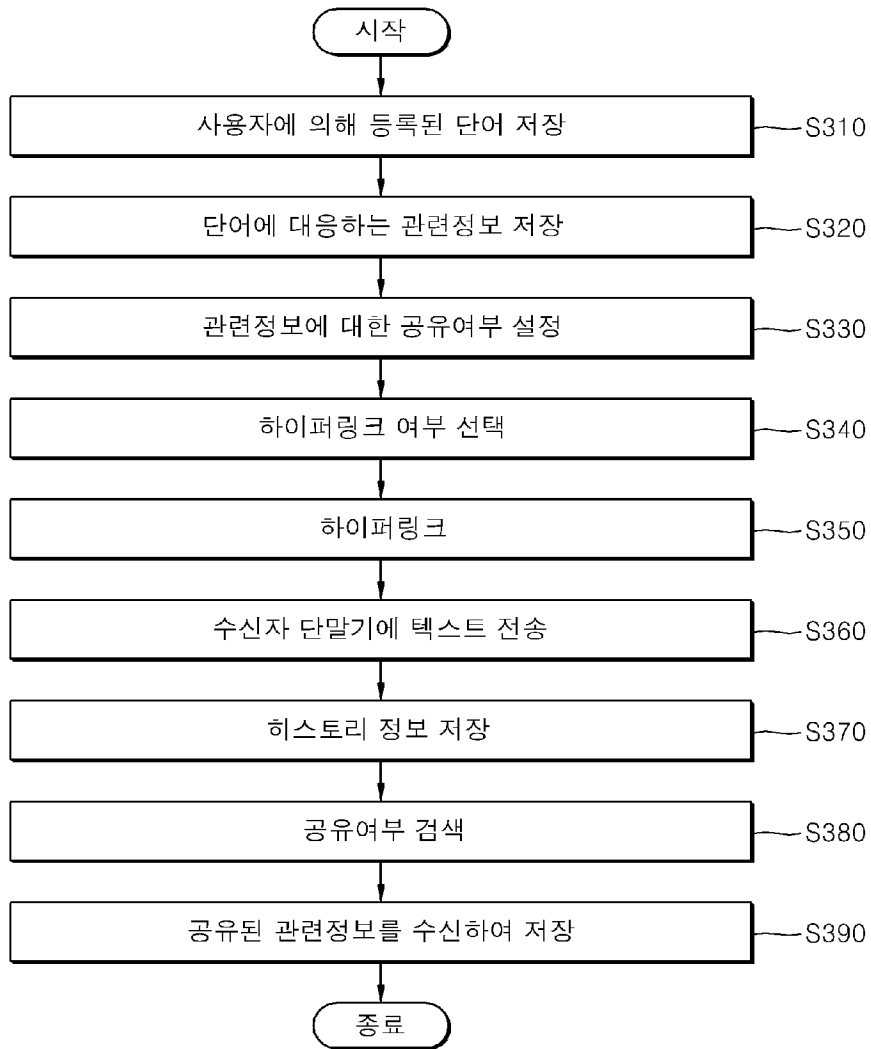 시작
사용자에 의해 등록된 단어 저장
S310
단어에 대응하는 관련정보 저장
S320
관련정보에 대한 공유여부 설정
S330
하이퍼링크 여부 선택
S340
하이퍼링크
S350
수신자 단말기에 텍스트 전송
S360
히스토리 정보 저장
S370
공유여부 검색
S380
공유된 관련정보를 수신하여 저장
S390
종료